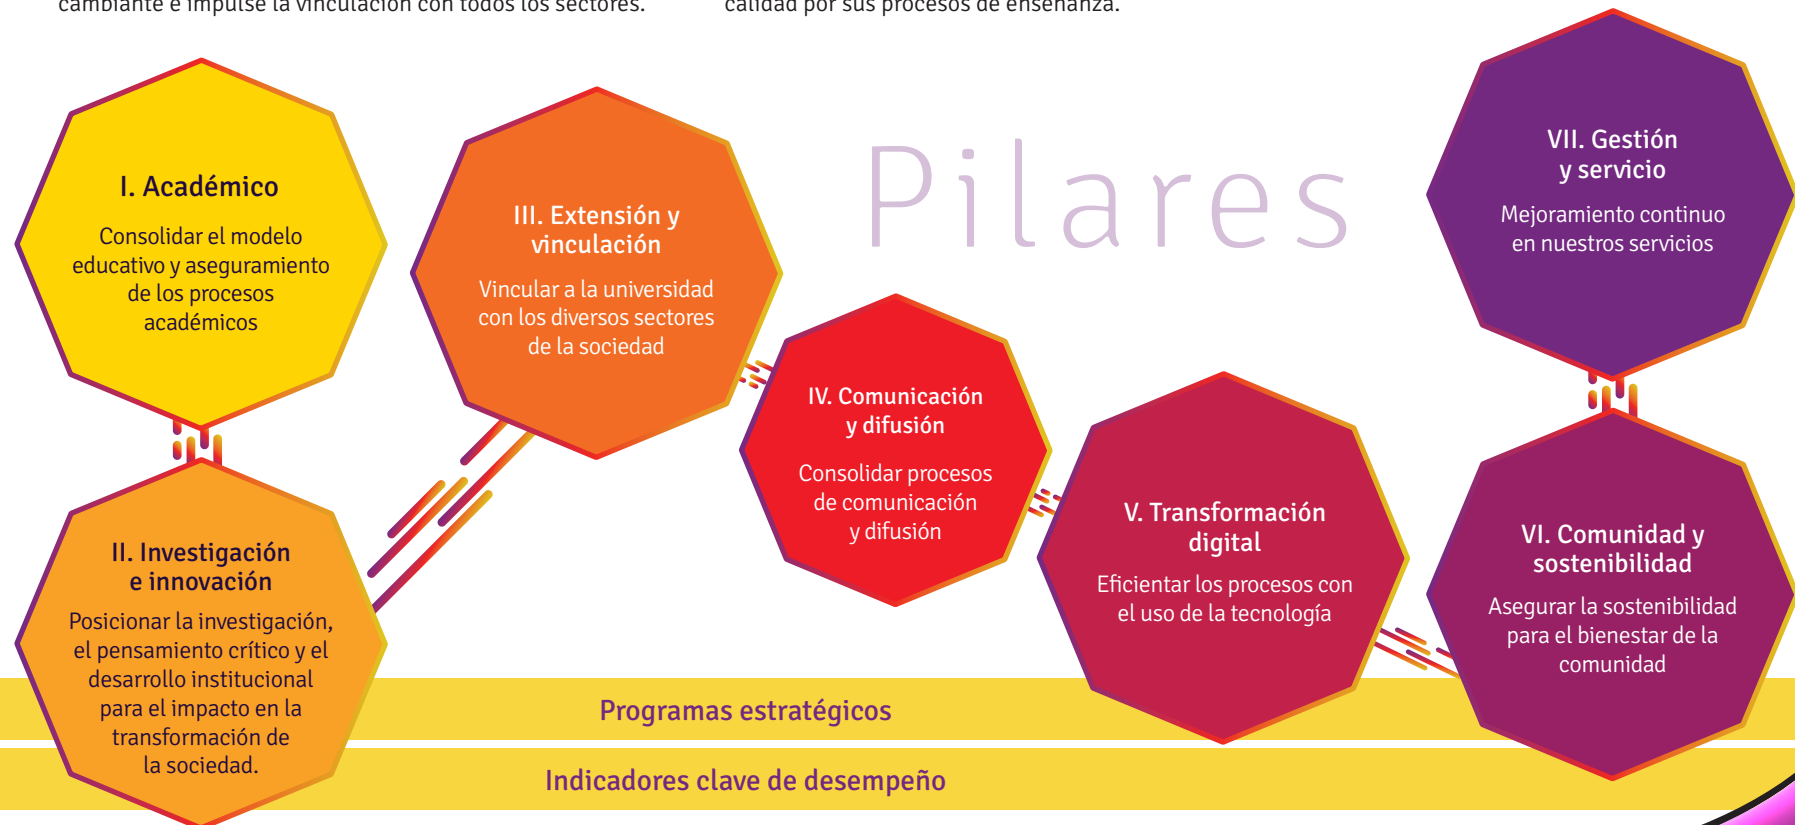 cambiante e impulse la vinculación con todos los sectores.
calidad por sus procesos de enseñanza.
Pilares
I. Académico
Consolidar el modelo
educativo y aseguramiento
de los procesos
académicos
II. Investigación
e innovación
Posicionar la investigación,
el pensamiento crítico y el
desarrollo institucional
para el impacto en la
transformación de
la sociedad.
III. Extensión y
vinculación
Vincular a la universidad
con los diversos sectores
de la sociedad
IV. Comunicación
y difusión
Consolidar procesos
de comunicación
y difusión
V. Transformación
digital
Eficientar los procesos con
el uso de la tecnología
VI. Comunidad y
sostenibilidad
Asegurar la sostenibilidad
para el bienestar de la
comunidad
VII. Gestión
y servicio
Mejoramiento continuo
en nuestros servicios
Programas estratégicos
Indicadores clave de desempeño